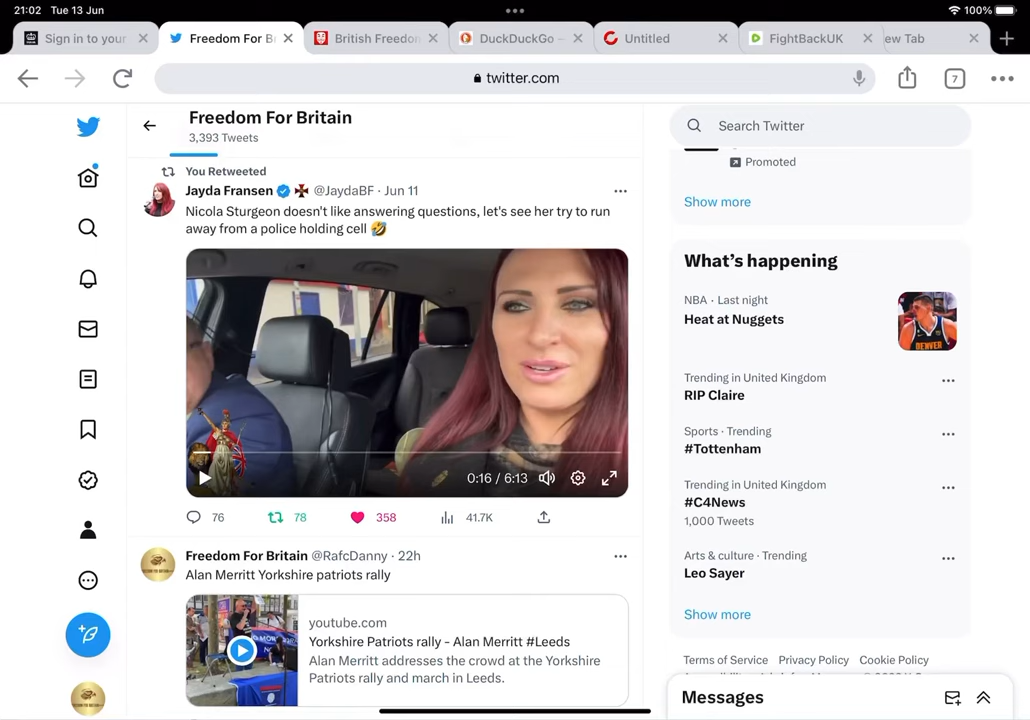 21:02 Tue 13 Jun
100%
Sign in to your
Freedom For B
British Freedo
DuckDuckGo –
Untitled
FightBackUK
ew Tab
twitter.com
7
Freedom For Britain
3,393 Tweets
You Retweeted
Jayda Fransen @JaydaBF · Jun 11
Nicola Sturgeon doesn't like answering questions, let's see her try to run
away from a police holding cell 🤣
0:16 / 6:13
76
78
358
41.7K
Freedom For Britain @RafcDanny · 22h
Alan Merritt Yorkshire patriots rally
youtube.com
Yorkshire Patriots rally - Alan Merritt #Leeds
Alan Merritt addresses the crowd at the Yorkshire
Patriots rally and march in Leeds.
Search Twitter
Promoted
Show more
What's happening
NBA · Last night
Heat at Nuggets
Trending in United Kingdom
RIP Claire
Sports · Trending
#Tottenham
Trending in United Kingdom
#C4News
1,000 Tweets
Arts & culture · Trending
Leo Sayer
Show more
Terms of Service Privacy Policy Cookie Policy
Messages